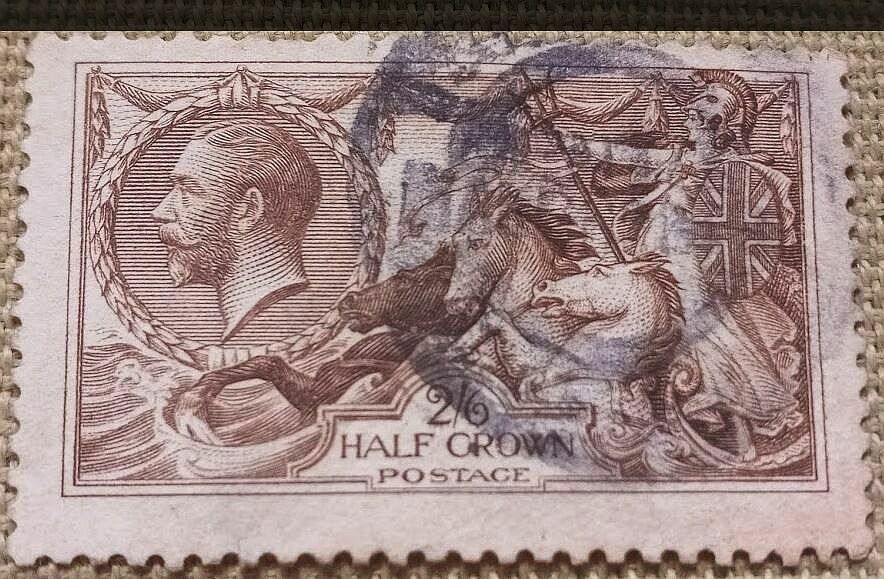 2/6
HALF CROWN
POSTAGE